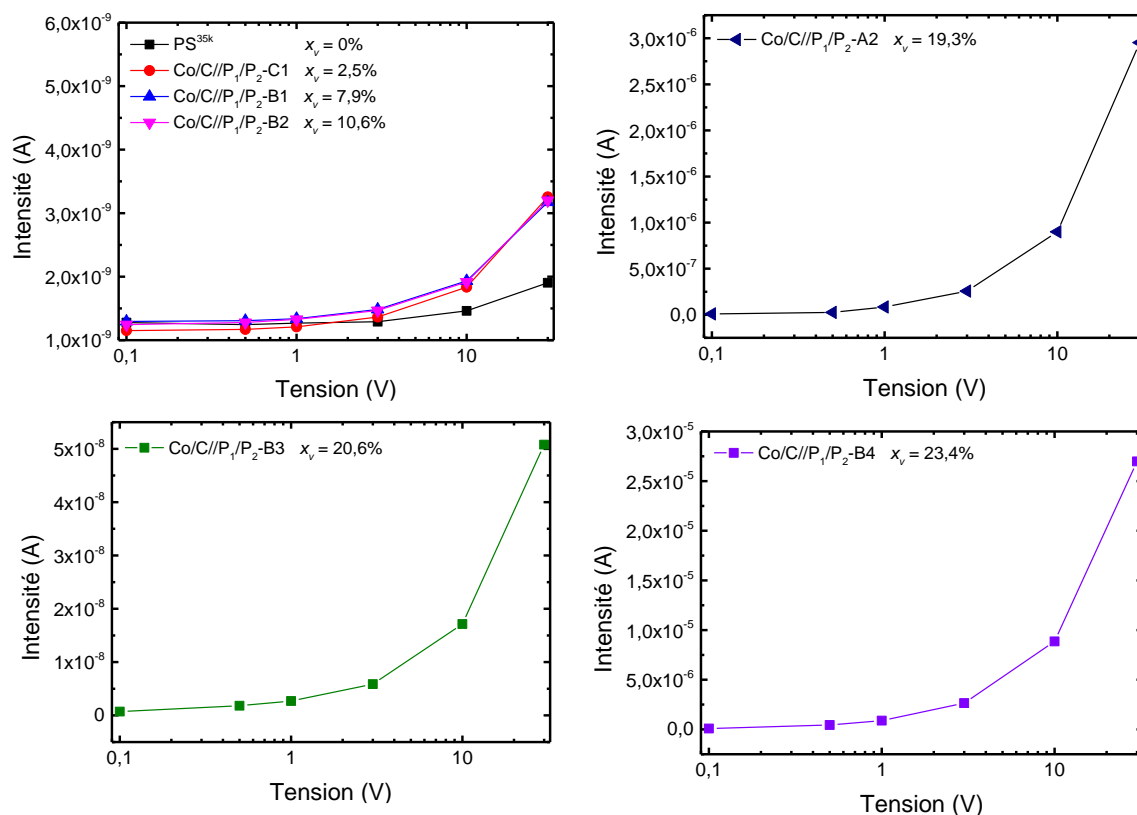 6,0x10⁻⁹
5,0x10⁻⁹
4,0x10⁻⁹
3,0x10⁻⁹
2,0x10⁻⁹
1,0x10⁻⁹
Intensité (A)
PS³⁵ᵏ xᵥ = 0%
Co/C//P₁/P₂-C1 xᵥ = 2,5%
Co/C//P₁/P₂-B1 xᵥ = 7,9%
Co/C//P₁/P₂-B2 xᵥ = 10,6%
0,1 1 10
Tension (V)
3,0x10⁻⁶
2,5x10⁻⁶
2,0x10⁻⁶
1,5x10⁻⁶
1,0x10⁻⁶
5,0x10⁻⁷
0,0
Intensité (A)
Co/C//P₁/P₂-A2 xᵥ = 19,3%
0,1 1 10
Tension (V)
5x10⁻⁸
4x10⁻⁸
3x10⁻⁸
2x10⁻⁸
1x10⁻⁸
0
Intensité (A)
Co/C//P₁/P₂-B3 xᵥ = 20,6%
0,1 1 10
Tension (V)
3,0x10⁻⁵
2,5x10⁻⁵
2,0x10⁻⁵
1,5x10⁻⁵
1,0x10⁻⁵
5,0x10⁻⁶
0,0
Intensité (A)
Co/C//P₁/P₂-B4 xᵥ = 23,4%
0,1 1 10
Tension (V)